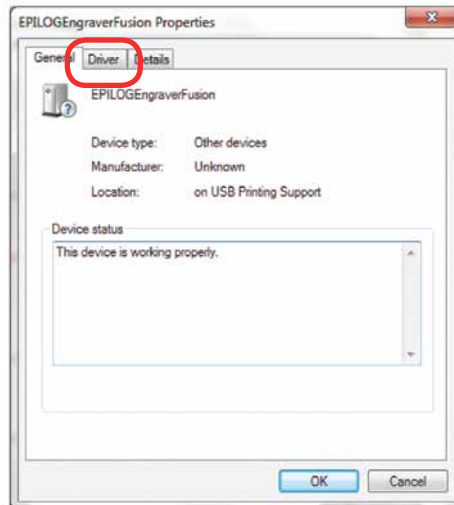 EPILOGEngraverFusion Properties
General Driver Details
EPILOGEngraverFusion
Device type: Other devices
Manufacturer: Unknown
Location: on USB Printing Support
Device status
This device is working properly.
OK Cancel